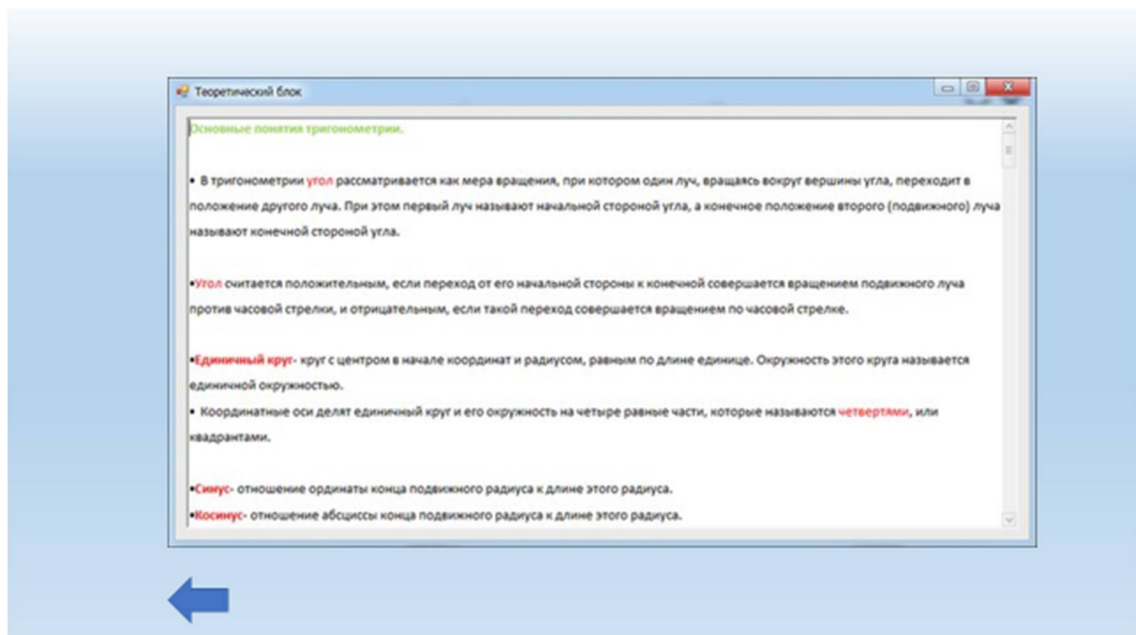 Теоретический блок
Основные понятия тригонометрии.
• В тригонометрии угол рассматривается как мера вращения, при котором один луч, вращаясь вокруг вершины угла, переходит в
положение другого луча. При этом первый луч называют начальной стороной угла, а конечное положение второго (подвижного) луча
называют конечной стороной угла.
•Угол считается положительным, если переход от его начальной стороны к конечной совершается вращением подвижного луча
против часовой стрелки, и отрицательным, если такой переход совершается вращением по часовой стрелке.
•Единичный круг- круг с центром в начале координат и радиусом, равным по длине единице. Окружность этого круга называется
единичной окружностью.
• Координатные оси делят единичный круг и его окружность на четыре равные части, которые называются четвертями, или
квадрантами.
•Синус- отношение ординаты конца подвижного радиуса к длине этого радиуса.
•Косинус- отношение абсциссы конца подвижного радиуса к длине этого радиуса.